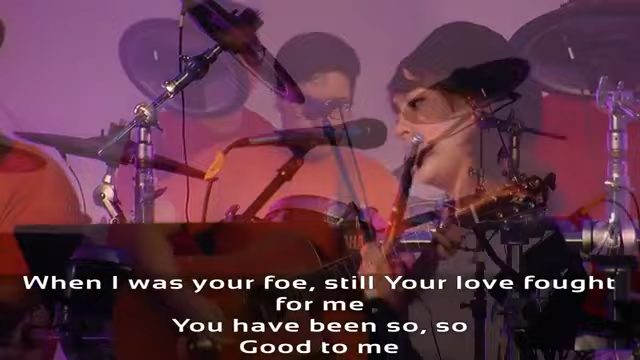 When I was your foe, still Your love fought
for me
You have been so, so
Good to me